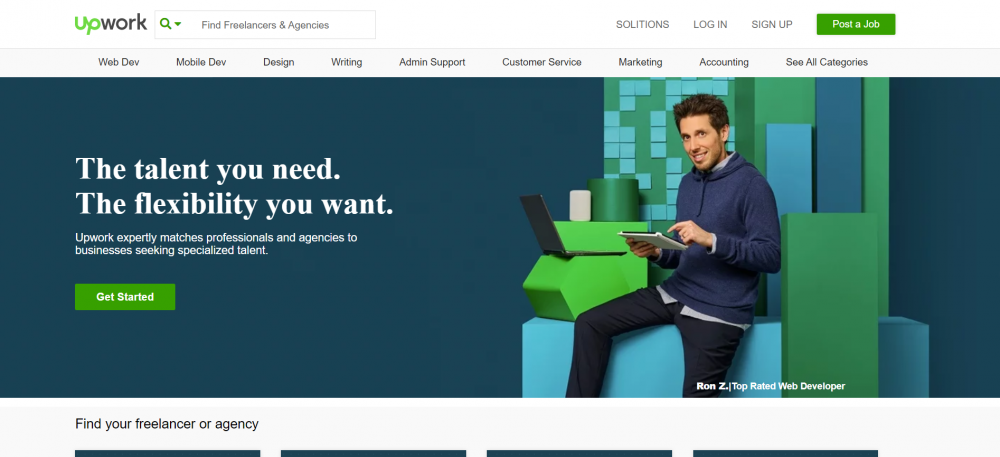 Upwork
Find Freelancers & Agencies
SOLITIONS
LOG IN
SIGN UP
Post a Job
Web Dev
Mobile Dev
Design
Writing
Admin Support
Customer Service
Marketing
Accounting
See All Categories
The talent you need.
The flexibility you want.
Upwork expertly matches professionals and agencies to
businesses seeking specialized talent.
Get Started
Ron Z.|Top Rated Web Developer
Find your freelancer or agency